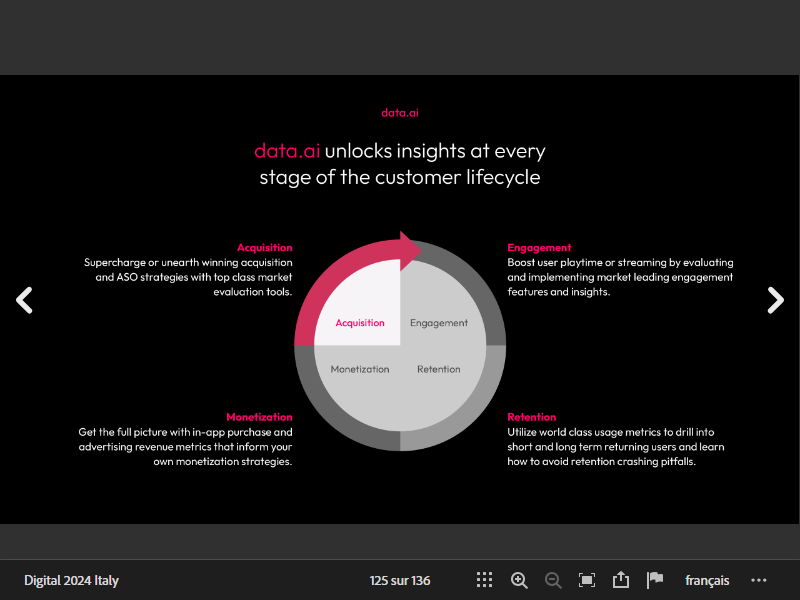 data.ai
data.ai unlocks insights at every
stage of the customer lifecycle
Acquisition
Supercharge or unearth winning acquisition
and ASO strategies with top class market
evaluation tools.
Engagement
Boost user playtime or streaming by evaluating
and implementing market leading engagement
features and insights.
Acquisition
Engagement
Monetization
Retention
Monetization
Get the full picture with in-app purchase and
advertising revenue metrics that inform your
own monetization strategies.
Retention
Utilize world class usage metrics to drill into
short and long term returning users and learn
how to avoid retention crashing pitfalls.
Digital 2024 Italy
125 sur 136
français